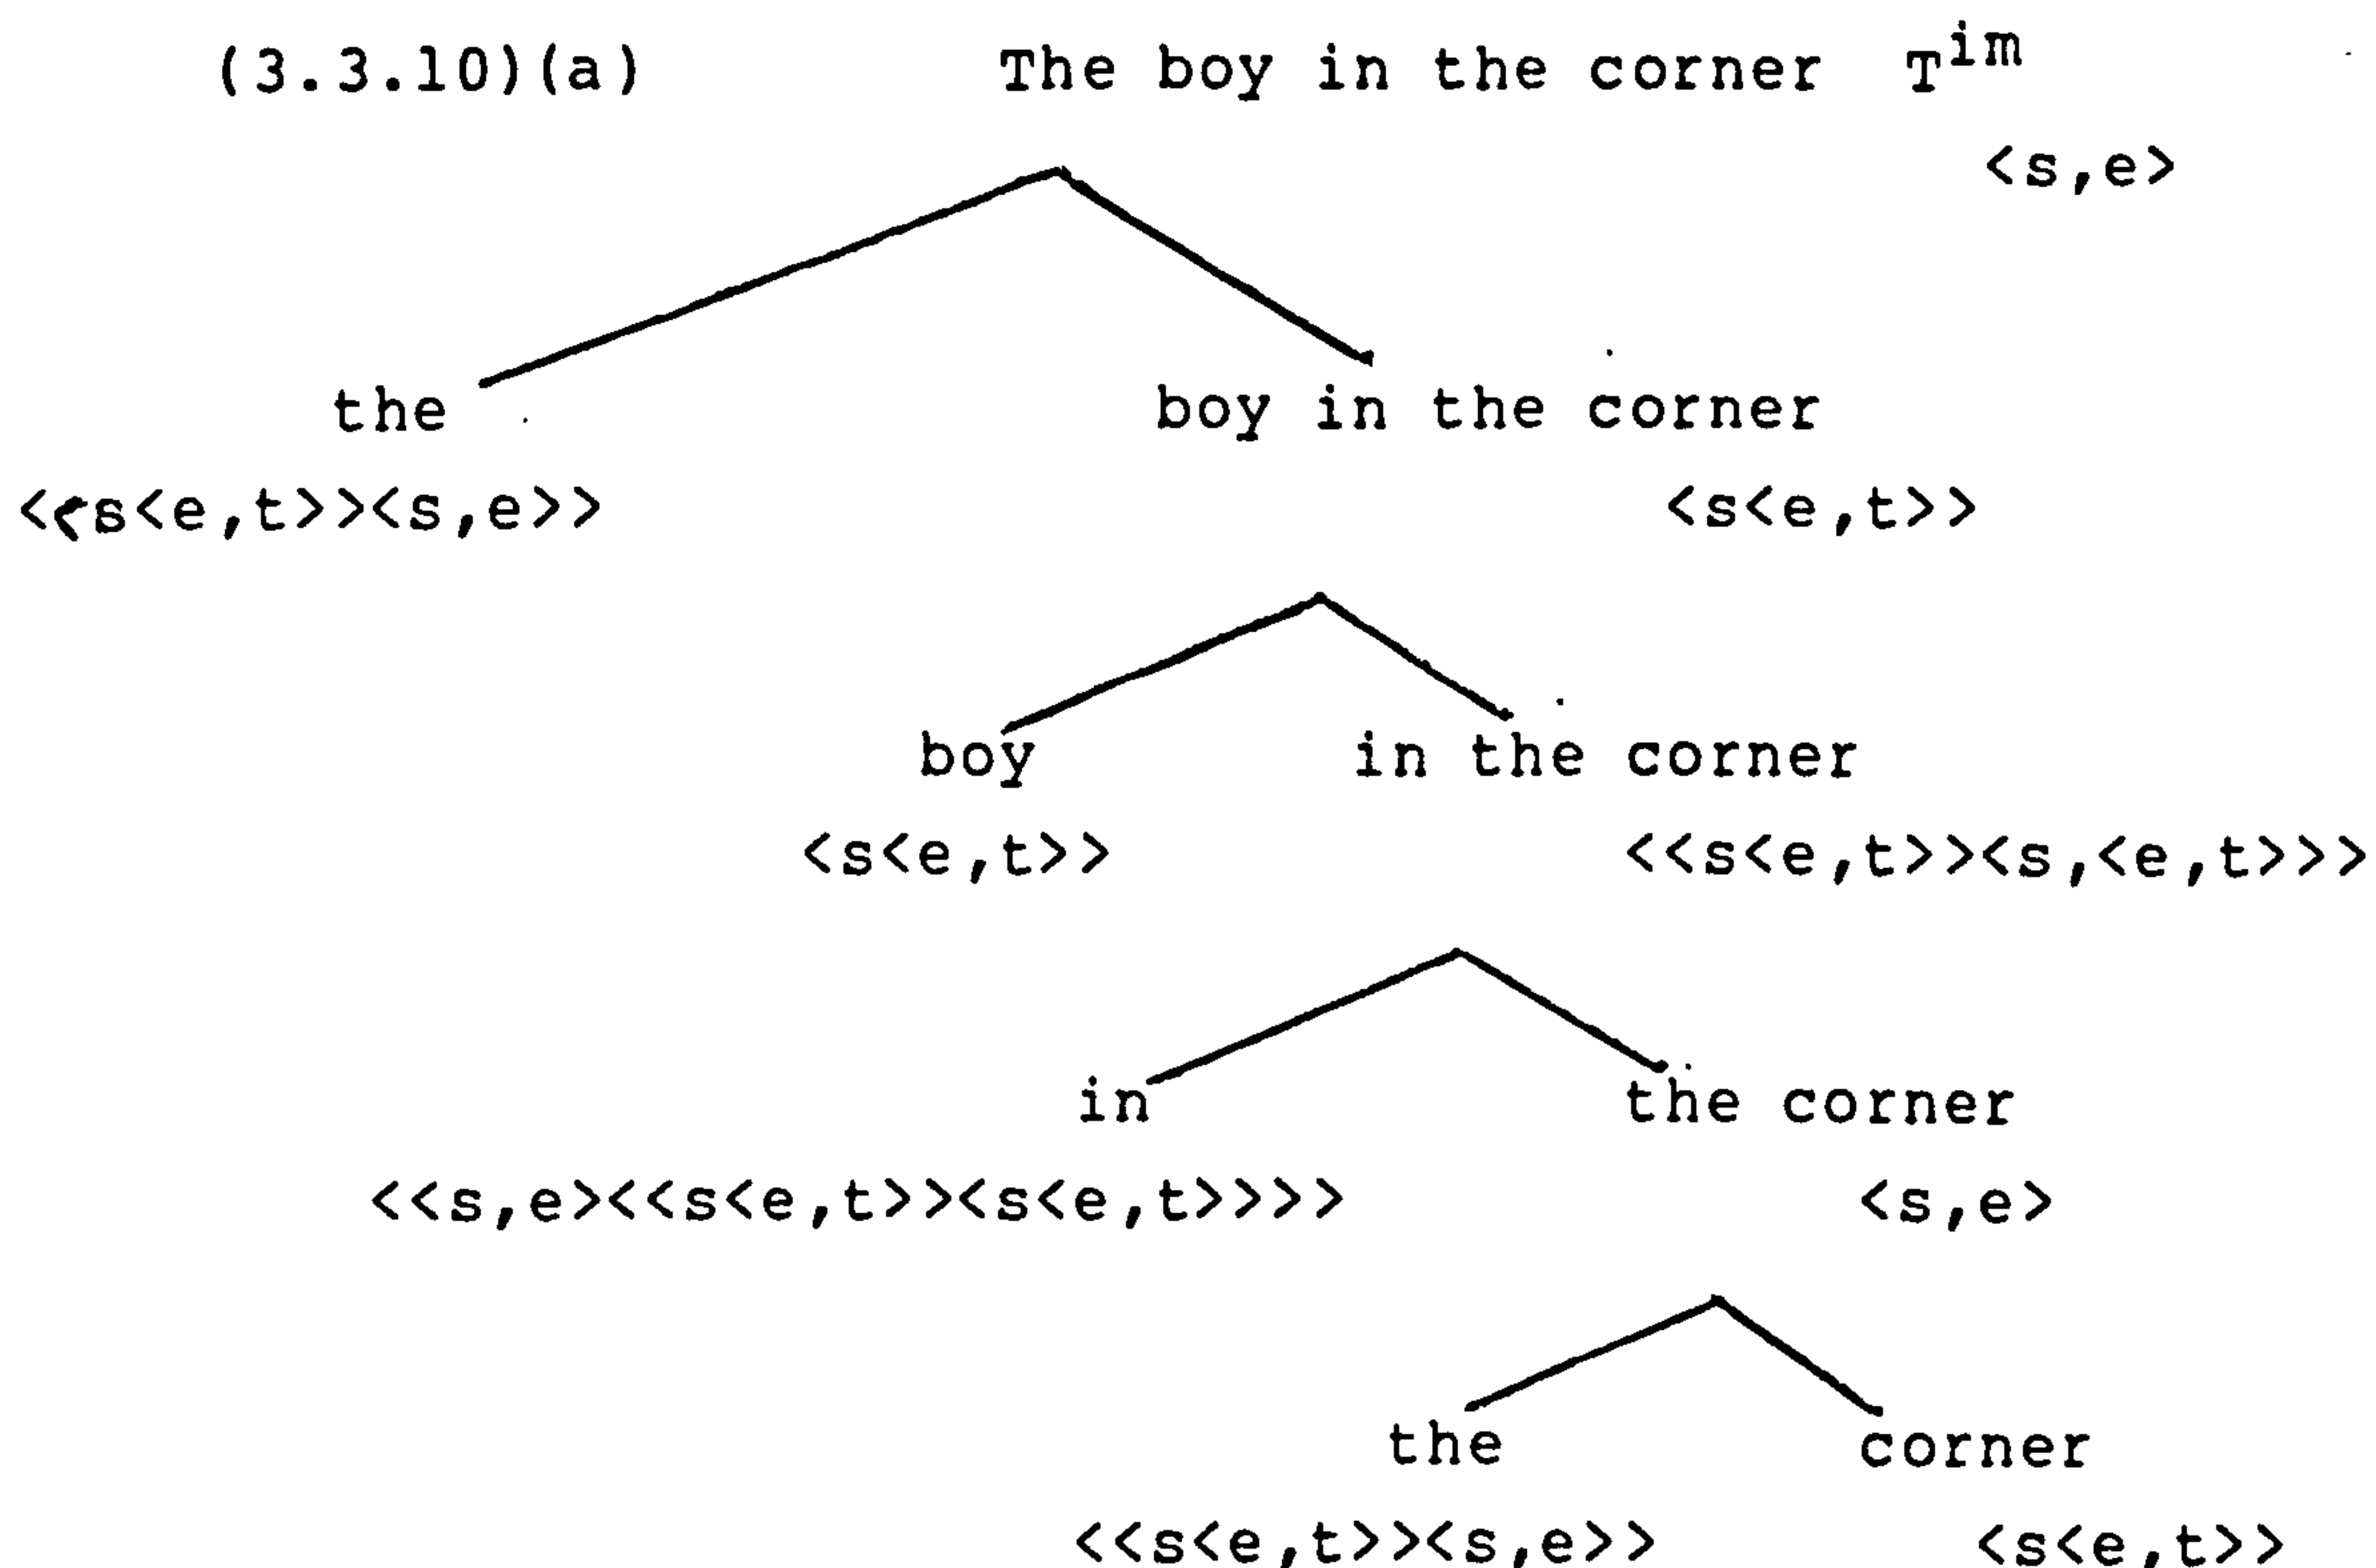 (3.3.10)(a) The boy in the corner T^im
<s,e>
the boy in the corner
<<s<e,t>><s,e>> <s<e,t>>
boy in the corner
<s<e,t>> <<s<e,t>><s,<e,t>>>
in the corner
<<s,e><<s<e,t>><s<e,t>>>> <s,e>
the corner
<<s<e,t>><s,e>> <s<e,t>>